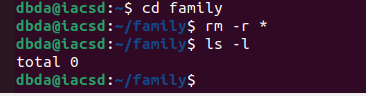 dbda@iacsd:~$ cd family
dbda@iacsd:~/family$ rm -r *
dbda@iacsd:~/family$ ls -l
total 0
dbda@iacsd:~/family$